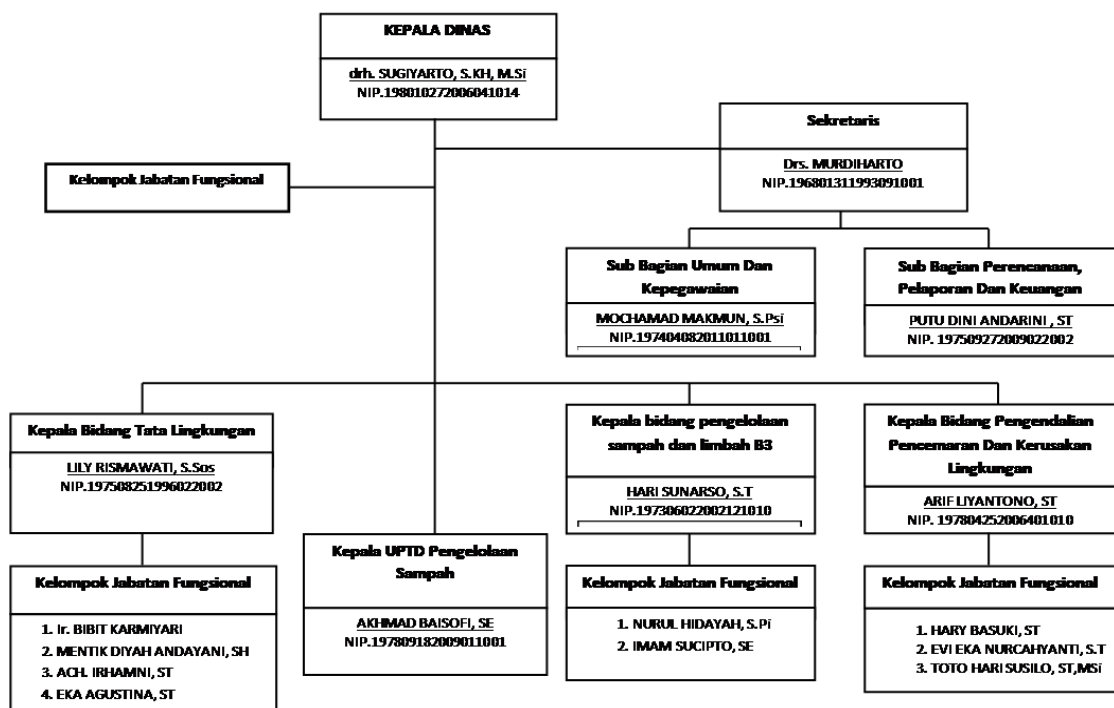 KEPALA DINAS
drh. SUGIYARTO, S.KH, M.Si
NIP.198010272006041014
Sekretaris
Drs. MURDIHARTO
NIP.196801311993091001
Kelompok Jabatan Fungsional
Sub Bagian Umum Dan
Kepegawaian
MOCHAMAD MAKMUN, S.Psi
NIP.197404082011011001
Sub Bagian Perencanaan,
Pelaporan Dan Keuangan
PUTU DINI ANDARINI , ST
NIP. 197509272009022002
Kepala Bidang Tata Lingkungan
LILY RISMAWATI, S.Sos
NIP.197508251996022002
Kepala bidang pengelolaan
sampah dan limbah B3
HARI SUNARSO, S.T
NIP.197306022002121010
Kepala Bidang Pengendalian
Pencemaran Dan Kerusakan
Lingkungan
ARIF LIYANTONO, ST
NIP. 197804252006401010
Kepala UPTD Pengelolaan
Sampah
AKHMAD BAISOFI, SE
NIP.197809182009011001
Kelompok Jabatan Fungsional
1. Ir. BIBIT KARMIYARI
2. MENTIK DIYAH ANDAYANI, SH
3. ACH. IRHAMNI, ST
4. EKA AGUSTINA, ST
Kelompok Jabatan Fungsional
1. NURUL HIDAYAH, S.Pi
2. IMAM SUCIPTO, SE
Kelompok Jabatan Fungsional
1. HARY BASUKI, ST
2. EVI EKA NURCAHYANTI, S.T
3. TOTO HARI SUSILO, ST,MSi